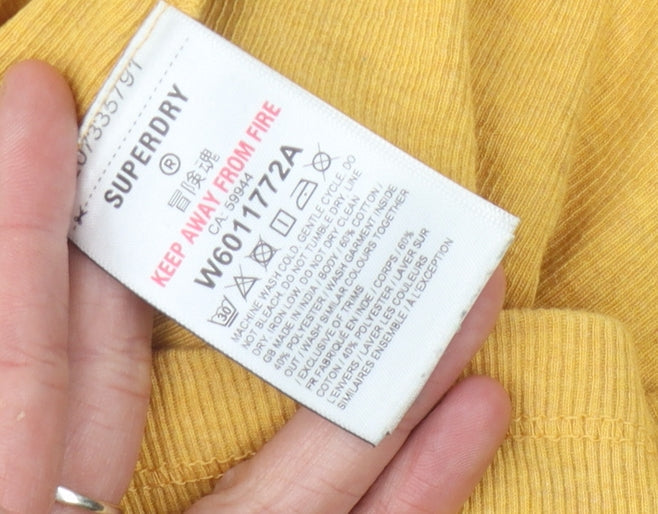 07335791
SUPERDRY
®
冒険魂
KEEP AWAY FROM FIRE
CA: 59944
W6011772A
30
MACHINE WASH COLD, GENTLE CYCLE, DO
NOT BLEACH, DO NOT TUMBLE DRY, LINE
DRY, IRON LOW, DO NOT DRY CLEAN
GB MADE IN INDIA / BODY 60% COTTON /
40% POLYESTER / WASH GARMENT INSIDE
OUT / WASH SIMILAR COLOURS TOGETHER
/ EXCLUSIVE OF TRIMS
FR FABRIQUÉ EN INDE / CORPS / 60%
COTON / 40% POLYESTER / LAVER SUR
L'ENVERS / LAVER LES COULEURS
SIMILAIRES ENSEMBLE / À L'EXCEPTION